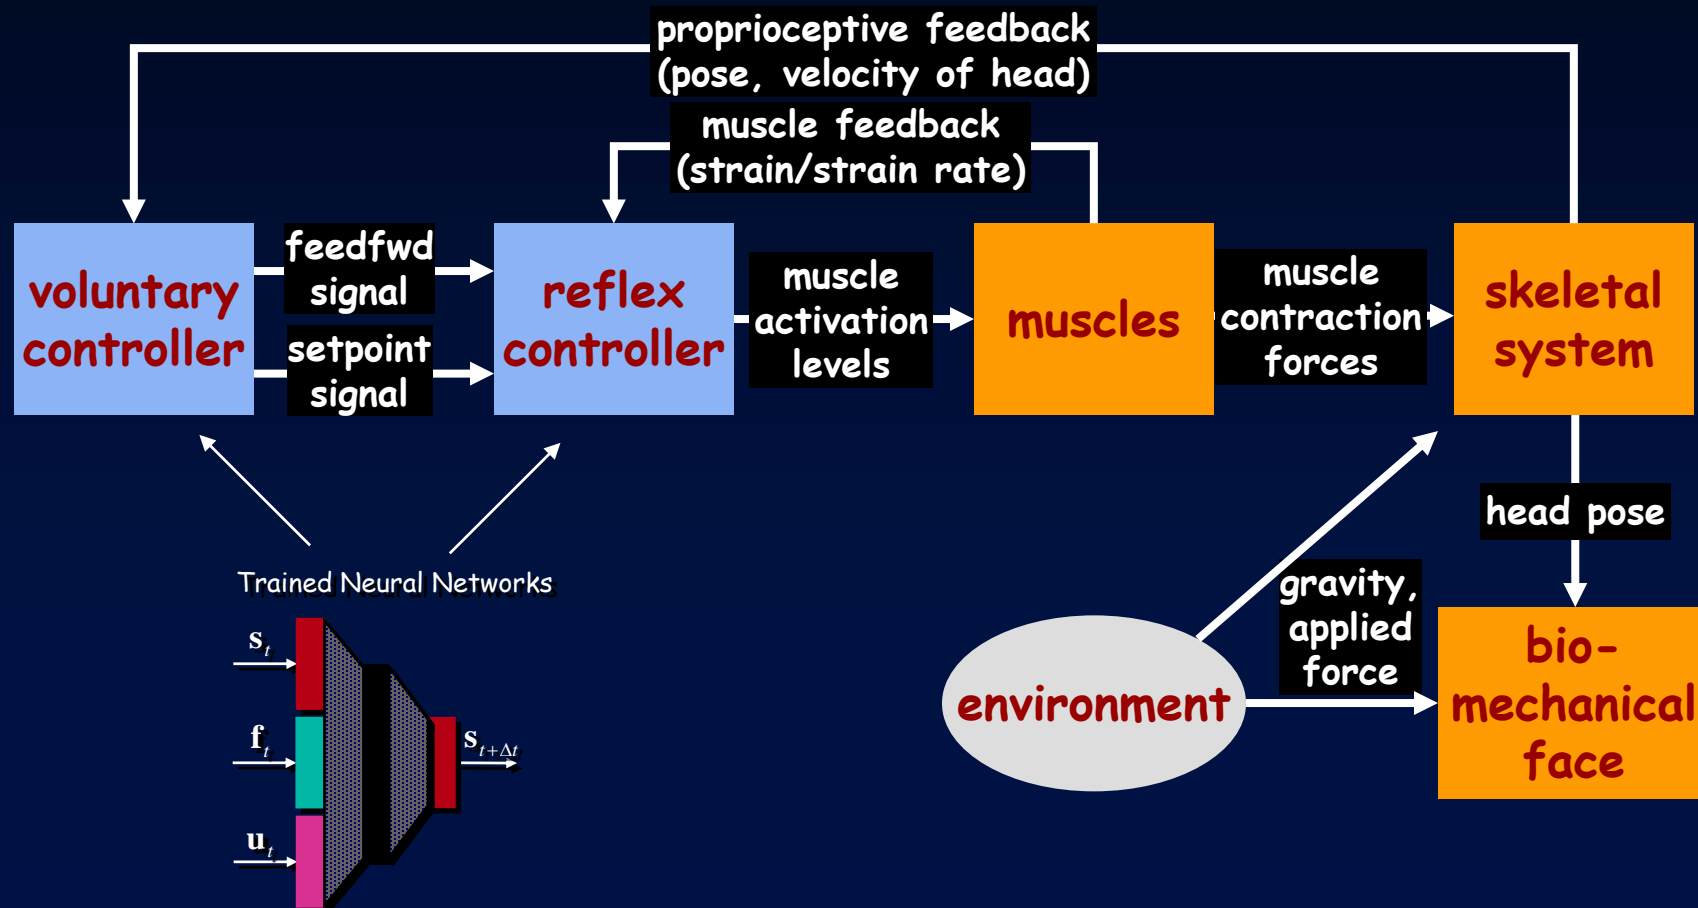 proprioceptive feedback
(pose, velocity of head)
muscle feedback
(strain/strain rate)
voluntary
controller
feedfwd
signal
setpoint
signal
reflex
controller
muscle
activation
levels
muscles
muscle
contraction
forces
skeletal
system
head pose
Trained Neural Networks
s_t
f_t
u_t
s_{t+Δt}
environment
gravity,
applied
force
bio-
mechanical
face